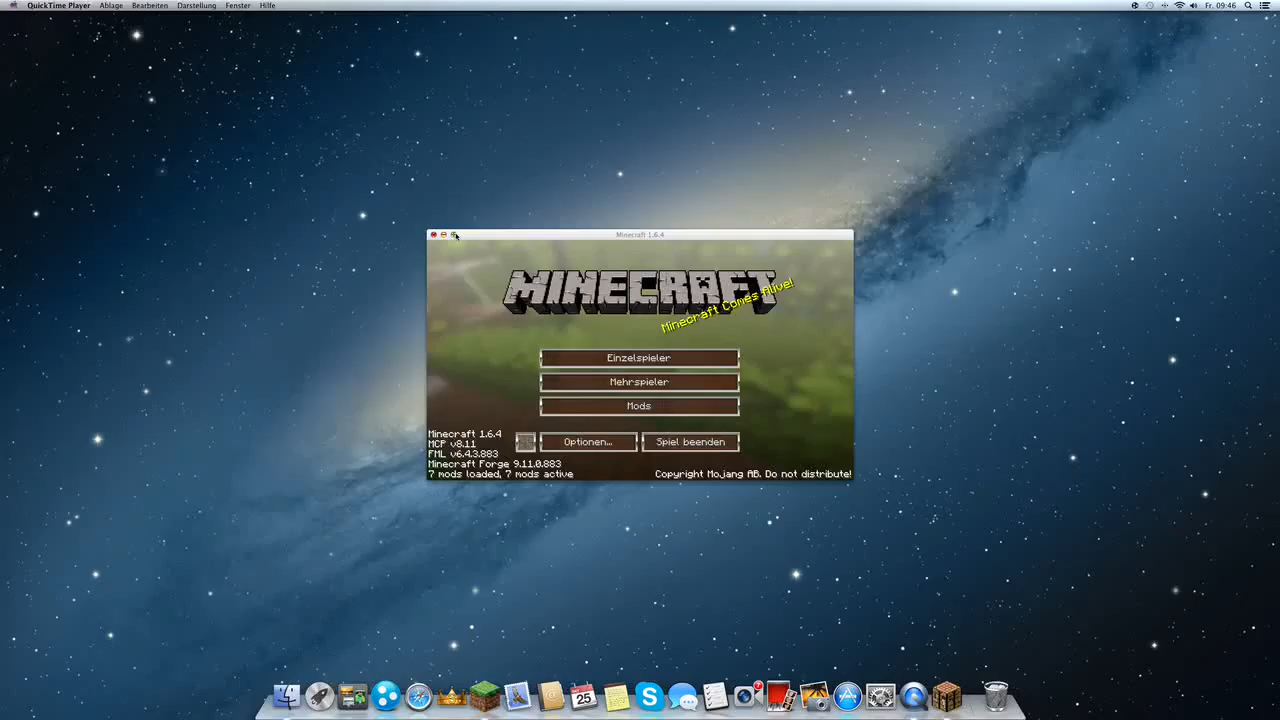 QuickTime Player Ablage Bearbeiten Darstellung Fenster Hilfe Fr. 09:46
Minecraft 1.6.4
MINECRAFT
Minecraft Comes Alive!
Einzelspieler
Mehrspieler
Mods
Optionen... Spiel beenden
Minecraft 1.6.4
MCP v8.11
FML v6.4.3.883
Minecraft Forge 9.11.0.883
7 mods loaded, 7 mods active
Copyright Mojang AB. Do not distribute!
25